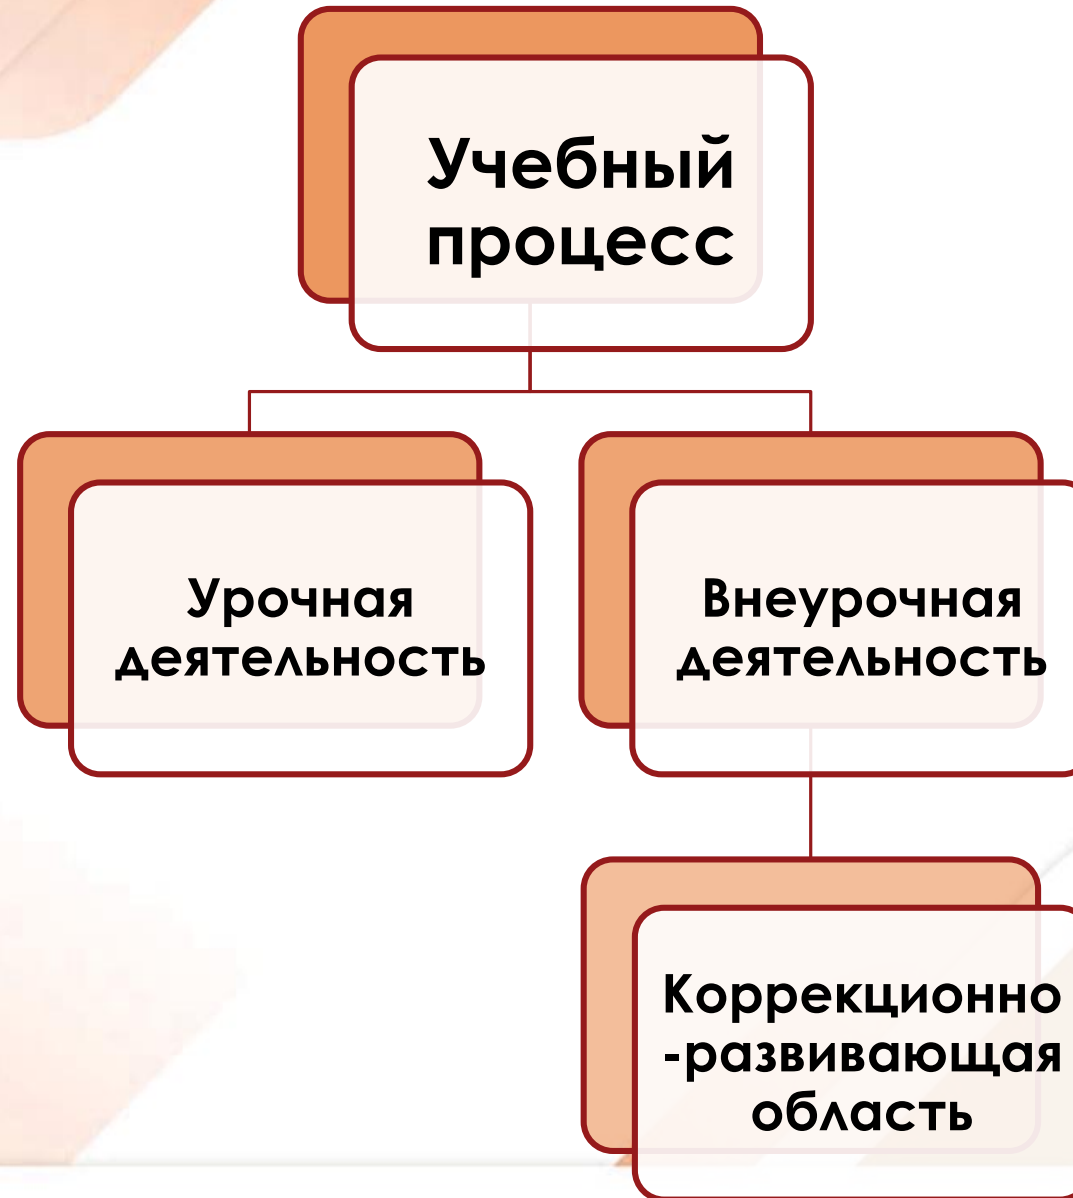 Учебный
процесс
Урочная
деятельность
Внеурочная
деятельность
Коррекционно
-развивающая
область